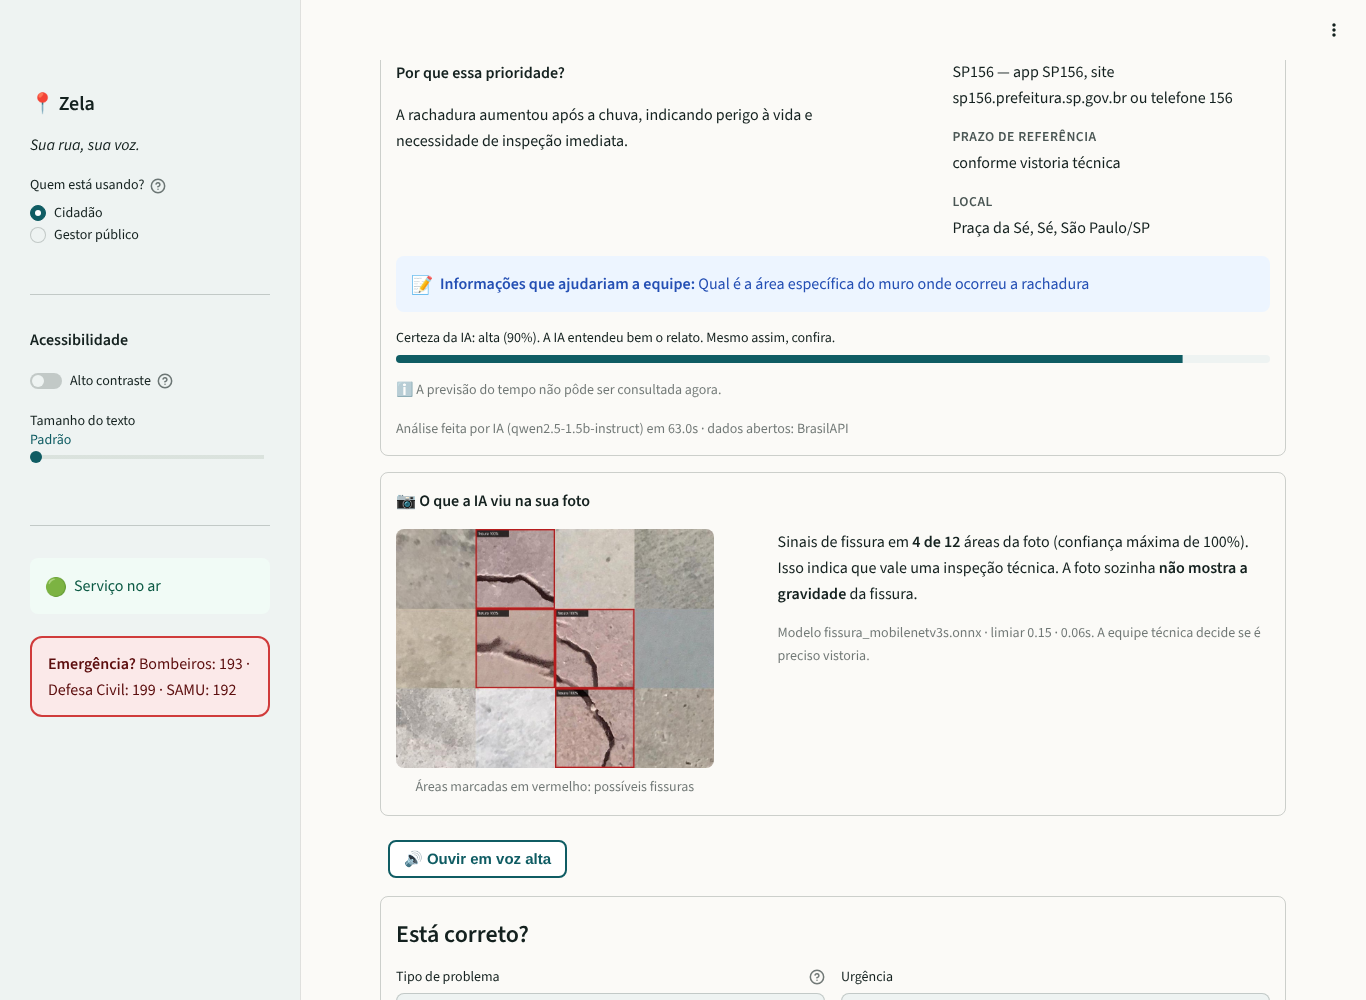 📍 Zela
Sua rua, sua voz.
Quem está usando?
Cidadão
Gestor público
Acessibilidade
Alto contraste
Tamanho do texto
Padrão
Serviço no ar
Emergência? Bombeiros: 193 ·
Defesa Civil: 199 · SAMU: 192
Por que essa prioridade?
A rachadura aumentou após a chuva, indicando perigo à vida e
necessidade de inspeção imediata.
SP156 — app SP156, site
sp156.prefeitura.sp.gov.br ou telefone 156
PRAZO DE REFERÊNCIA
conforme vistoria técnica
LOCAL
Praça da Sé, Sé, São Paulo/SP
Informações que ajudariam a equipe: Qual é a área específica do muro onde ocorreu a rachadura
Certeza da IA: alta (90%). A IA entendeu bem o relato. Mesmo assim, confira.
A previsão do tempo não pôde ser consultada agora.
Análise feita por IA (qwen2.5-1.5b-instruct) em 63.0s · dados abertos: BrasilAPI
O que a IA viu na sua foto
Sinais de fissura em 4 de 12 áreas da foto (confiança máxima de 100%).
Isso indica que vale uma inspeção técnica. A foto sozinha não mostra a
gravidade da fissura.
Modelo fissura_mobilenetv3s.onnx · limiar 0.15 · 0.06s. A equipe técnica decide se é
preciso vistoria.
Áreas marcadas em vermelho: possíveis fissuras
Ouvir em voz alta
Está correto?
Tipo de problema
Urgência